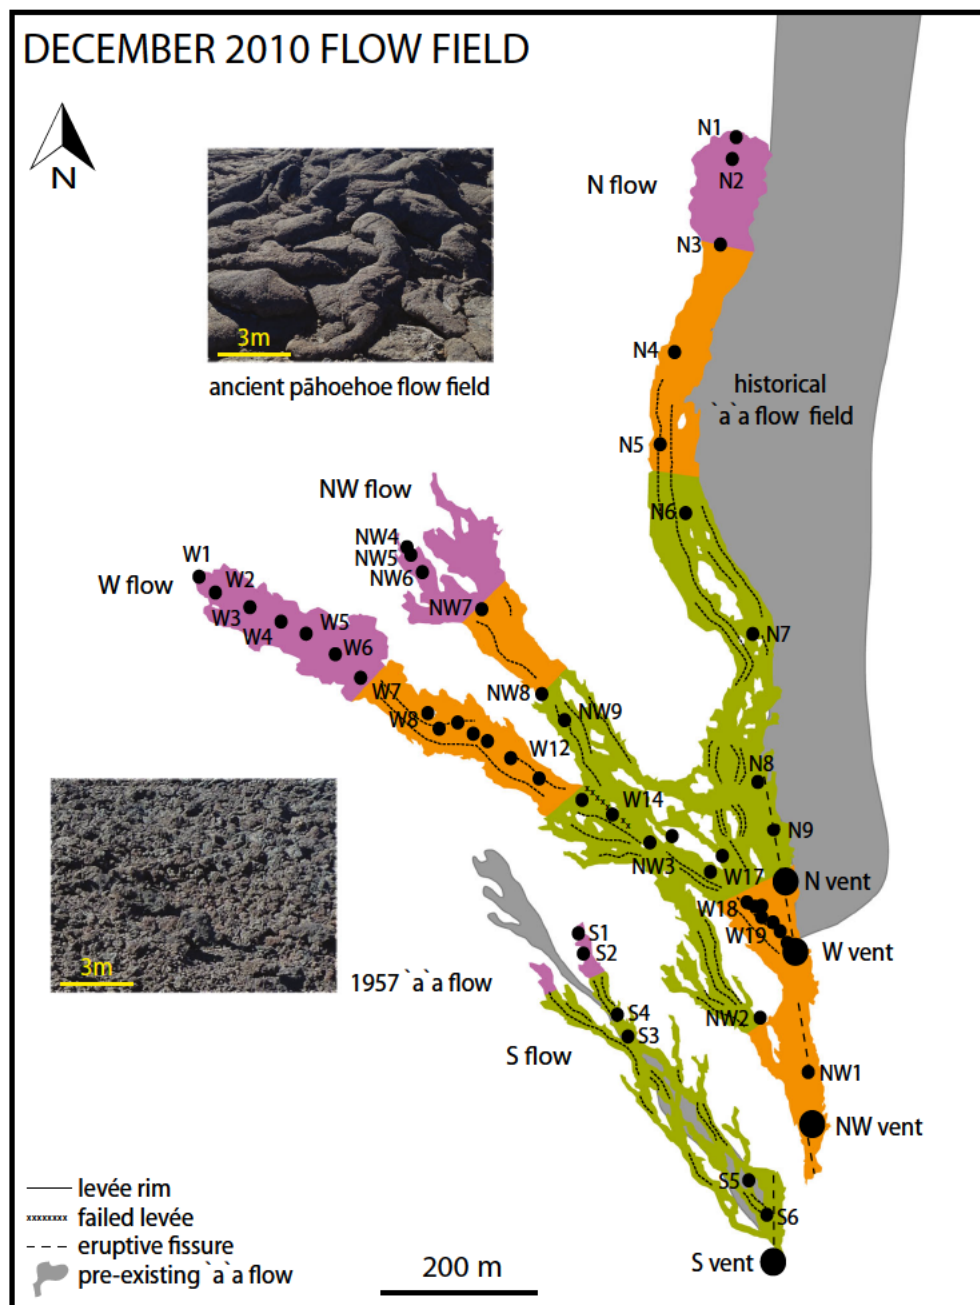 DECEMBER 2010 FLOW FIELD
N
3m
ancient pāhoehoe flow field
N1
N2
N flow
N3
N4
historical
`a`a flow field
N5
N6
N7
NW flow
NW4
NW5
NW6
NW7
W1
W2
W flow
W3
W4
W5
W6
W7
W8
NW8
NW9
W12
W14
N8
N9
NW3
W17
N vent
W18
W19
W vent
3m
1957 `a`a flow
S1
S2
S4
S3
S flow
NW2
NW1
NW vent
S5
S6
S vent
levée rim
failed levée
eruptive fissure
pre-existing `a`a flow
200 m